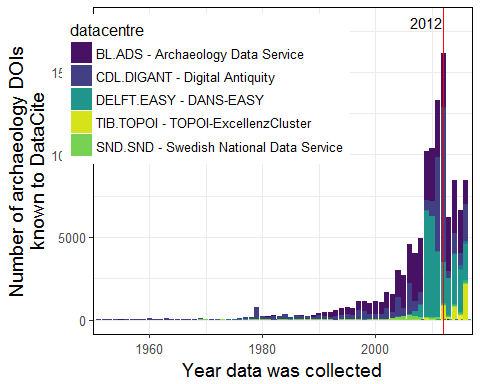 2012
datacentre
BL.ADS - Archaeology Data Service
CDL.DIGANT - Digital Antiquity
DELFT.EASY - DANS-EASY
TIB.TOPOI - TOPOI-ExcellenzCluster
SND.SND - Swedish National Data Service
Number of archaeology DOIs
known to DataCite
5000
0
1960
1980
2000
Year data was collected